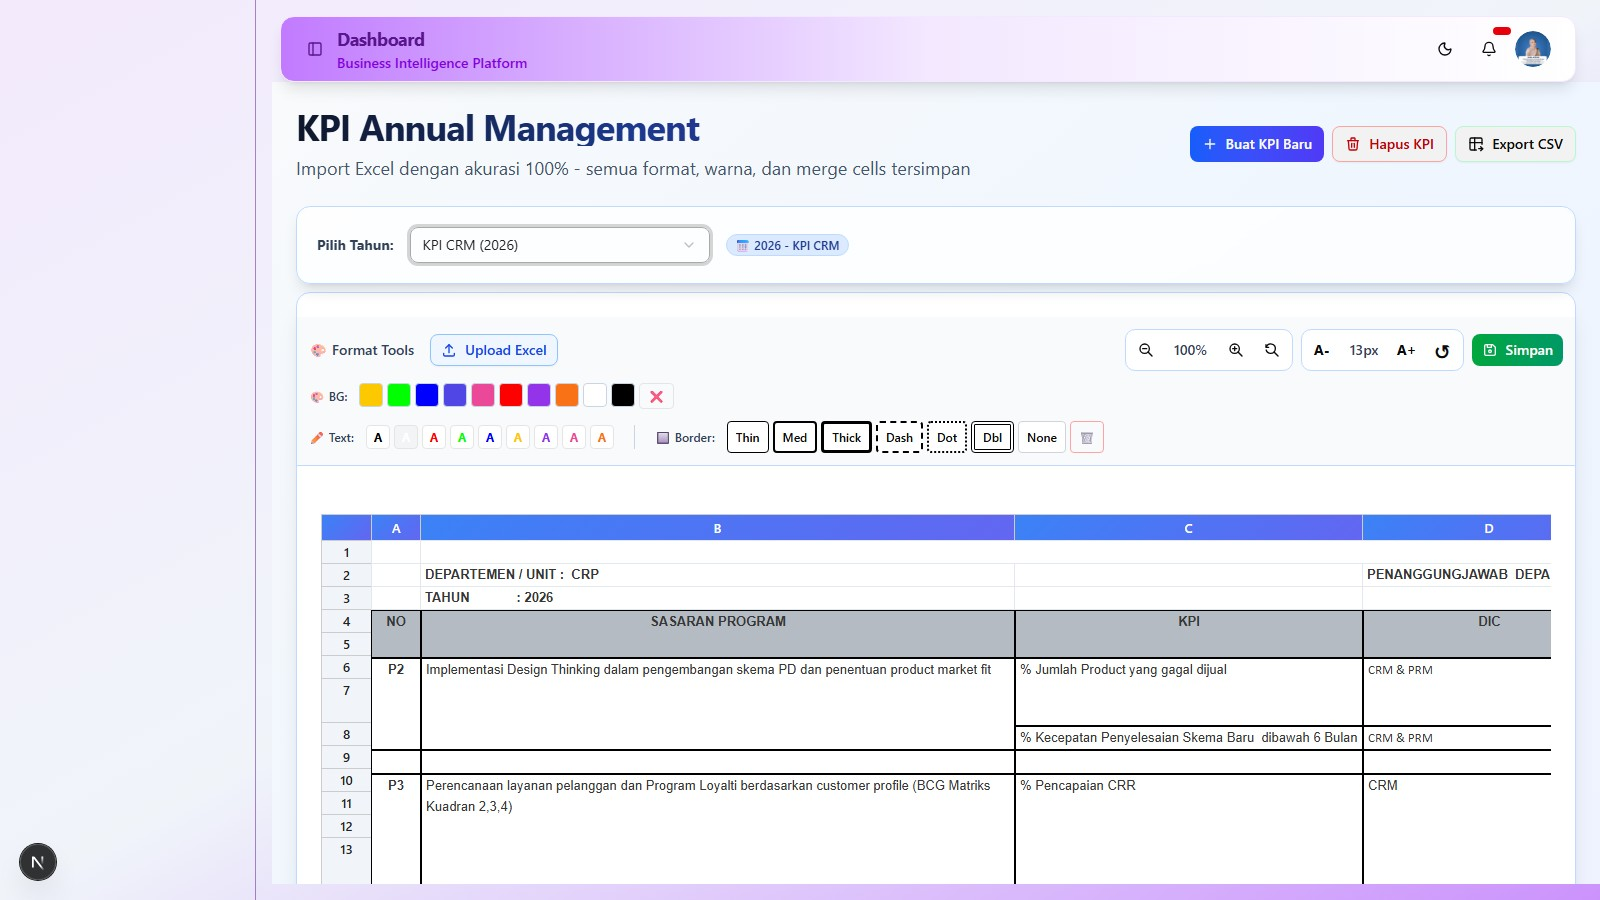 Dashboard
Business Intelligence Platform
KPI Annual Management
Import Excel dengan akurasi 100% - semua format, warna, dan merge cells tersimpan
Buat KPI Baru
Hapus KPI
Export CSV
Pilih Tahun:
KPI CRM (2026)
2026 - KPI CRM
Format Tools
Upload Excel
100%
A-
13px
A+
Simpan
BG:
Text:
A A A A A A A A A
Border:
Thin
Med
Thick
Dash
Dot
Dbl
None
A B C D
1
2 DEPARTEMEN / UNIT : CRP PENANGGUNGJAWAB DEPA
3 TAHUN : 2026
4 NO SASARAN PROGRAM KPI DIC
5
6 P2 Implementasi Design Thinking dalam pengembangan skema PD dan penentuan product market fit % Jumlah Product yang gagal dijual CRM & PRM
7
8 % Kecepatan Penyelesaian Skema Baru dibawah 6 Bulan CRM & PRM
9
10 P3 Perencanaan layanan pelanggan dan Program Loyalti berdasarkan customer profile (BCG Matriks % Pencapaian CRR CRM
11 Kuadran 2,3,4)
12
13
N